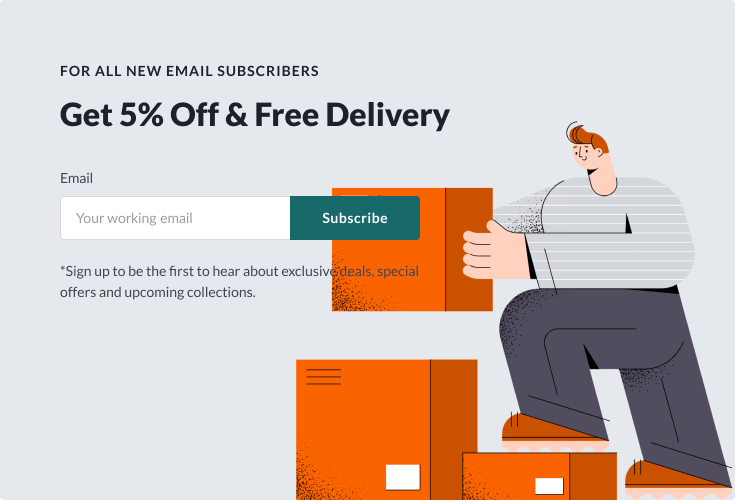 FOR ALL NEW EMAIL SUBSCRIBERS
Get 5% Off & Free Delivery
Email
Your working email
Subscribe
*Sign up to be the first to hear about exclusive deals, special
offers and upcoming collections.